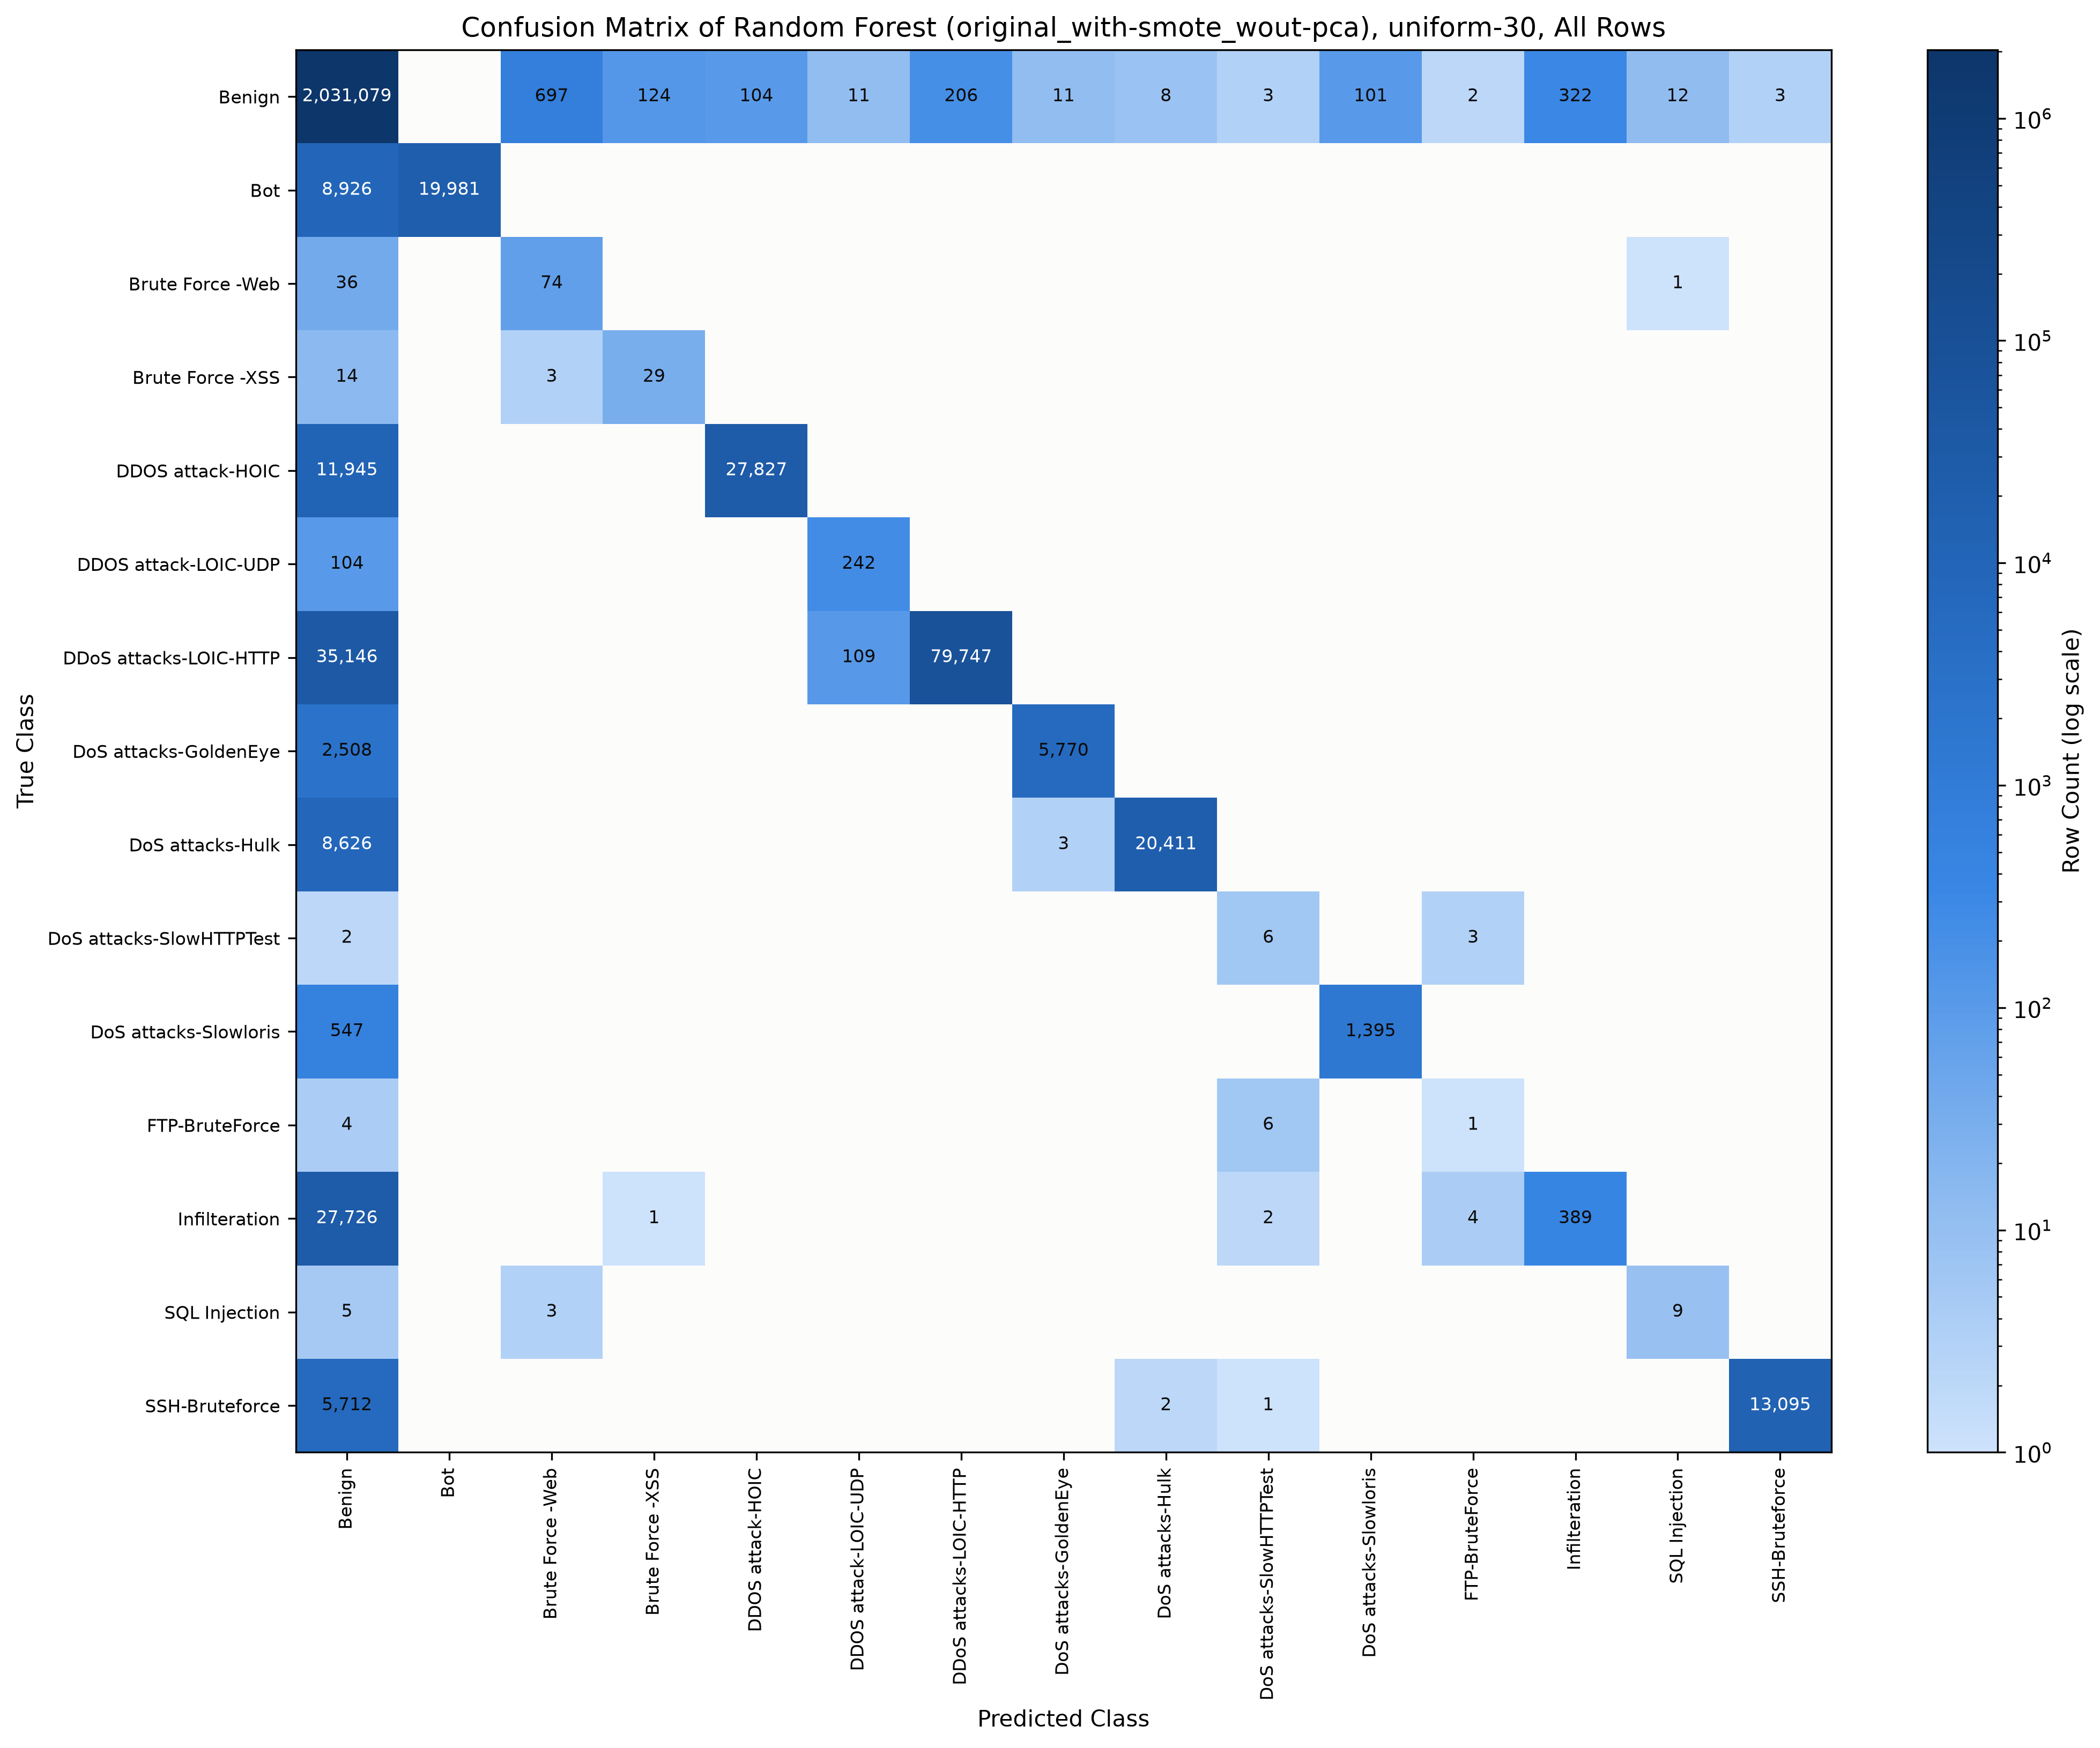 Confusion Matrix of Random Forest (original_with-smote_wout-pca), uniform-30, All Rows
True Class
Benign 2,031,079 697 124 104 11 206 11 8 3 101 2 322 12 3
Bot 8,926 19,981
Brute Force -Web 36 74 1
Brute Force -XSS 14 3 29
DDOS attack-HOIC 11,945 27,827
DDOS attack-LOIC-UDP 104 242
DDoS attacks-LOIC-HTTP 35,146 109 79,747
DoS attacks-GoldenEye 2,508 5,770
DoS attacks-Hulk 8,626 3 20,411
DoS attacks-SlowHTTPTest 2 6 3
DoS attacks-Slowloris 547 1,395
FTP-BruteForce 4 6 1
Infilteration 27,726 1 2 4 389
SQL Injection 5 3 9
SSH-Bruteforce 5,712 2 1 13,095
Benign
Bot
Brute Force -Web
Brute Force -XSS
DDOS attack-HOIC
DDOS attack-LOIC-UDP
DDoS attacks-LOIC-HTTP
DoS attacks-GoldenEye
DoS attacks-Hulk
DoS attacks-SlowHTTPTest
DoS attacks-Slowloris
FTP-BruteForce
Infilteration
SQL Injection
SSH-Bruteforce
Predicted Class
10⁶
10⁵
10⁴
10³
10²
10¹
10⁰
Row Count (log scale)